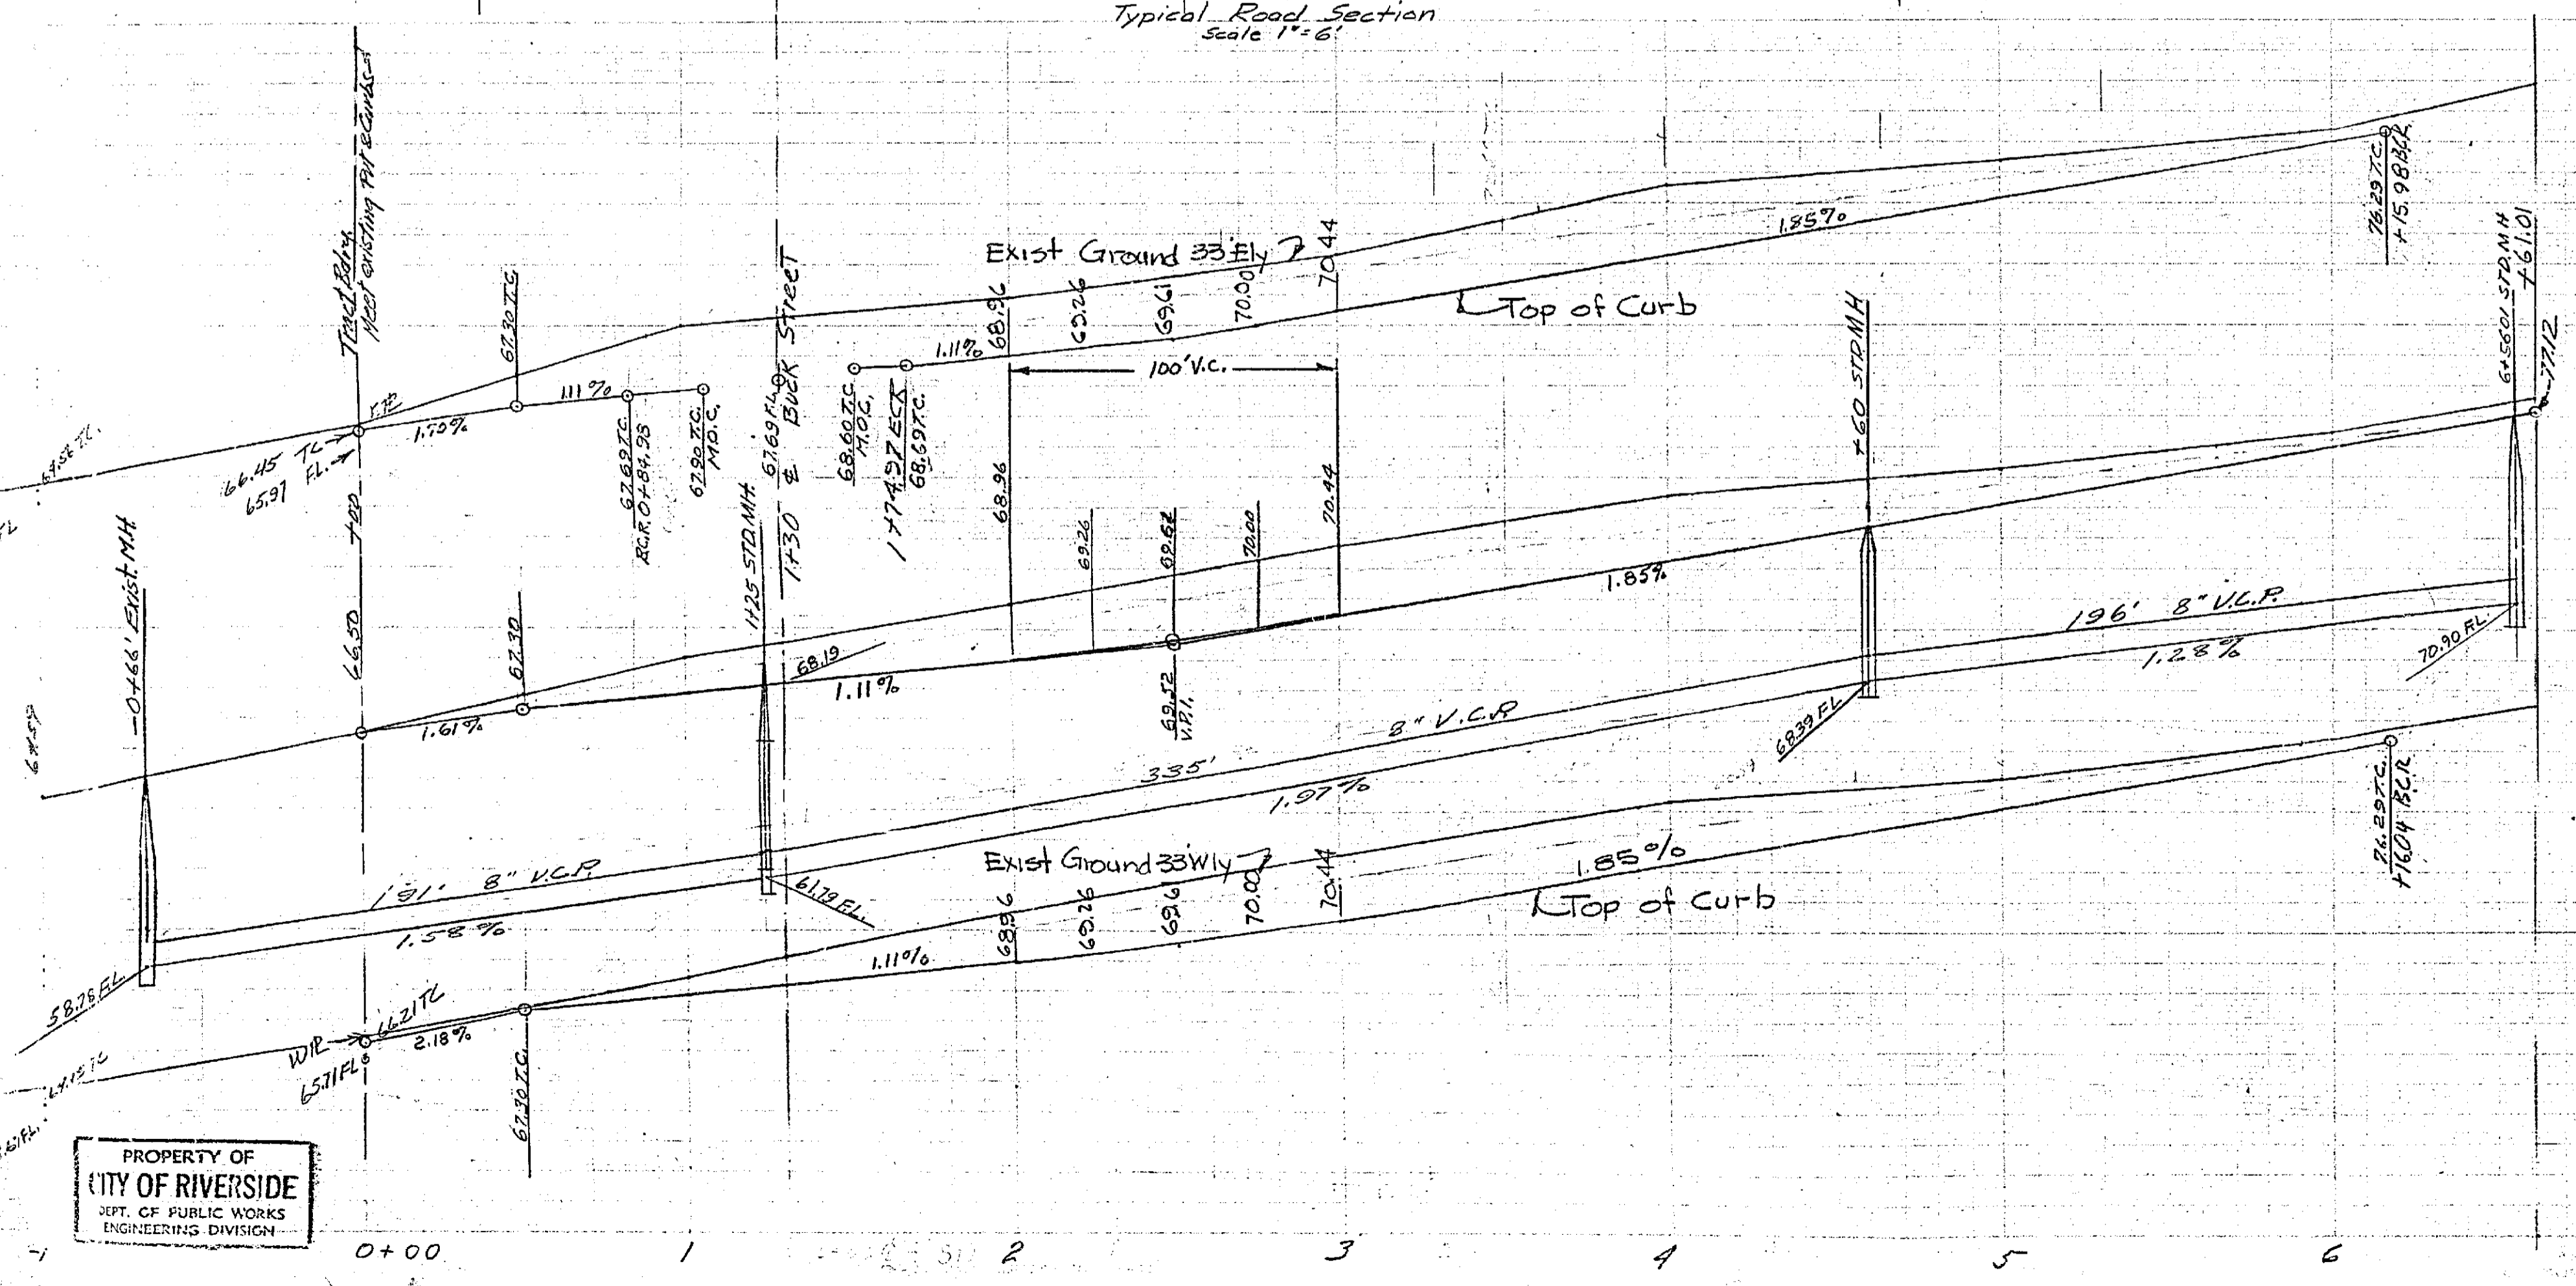 Typical Road Section
Scale 1"=6'
Tract Bdry.
Meet existing Pvt & Curbs
67.30 T.C.
1.70%
1.11%
66.45 TC
65.97 F.L.
67.69 T.C.
B.C.R. 0+84.98
67.90 T.C.
M.O.C.
67.69 F.L.
1+30 ℄ BUCK STREET
68.60 T.C.
M.O.C.
1+74.97 ECR
68.69 T.C.
1.11%
Exist Ground 33' Ely
68.96
69.26
69.61
70.00
70.44
100' V.C.
1.85%
Top of Curb
76.29 T.C.
+15.98 B.C.R.
6+56.01 STD. M.H
+61.01
77.12
-0+66' Exist. M.H.
66.50 +00
67.30
1.61%
1+25 STD. M.H.
68.19
1.11%
68.96
69.26
69.62
70.00
70.44
69.52
V.P.I.
1.85%
+60 STD. M.H
58.78 F.L.
191' 8" V.C.P.
1.58%
61.79 F.L.
335' 8" V.C.P.
1.97%
68.39 F.L.
196' 8" V.C.P.
1.28%
70.90 F.L.
66.21 TC
65.71 FL
2.18%
67.30 T.C.
1.11%
Exist Ground 33' Wly
68.96
69.26
69.61
70.00
70.44
1.85%
Top of Curb
76.29 T.C.
+16.04 B.C.R.
PROPERTY OF
CITY OF RIVERSIDE
DEPT. OF PUBLIC WORKS
ENGINEERING DIVISION
-1 0+00 1 2 3 4 5 6